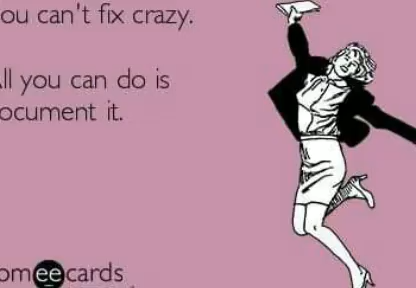 ou can't fix crazy.
ll you can do is
ocument it.
omeecards